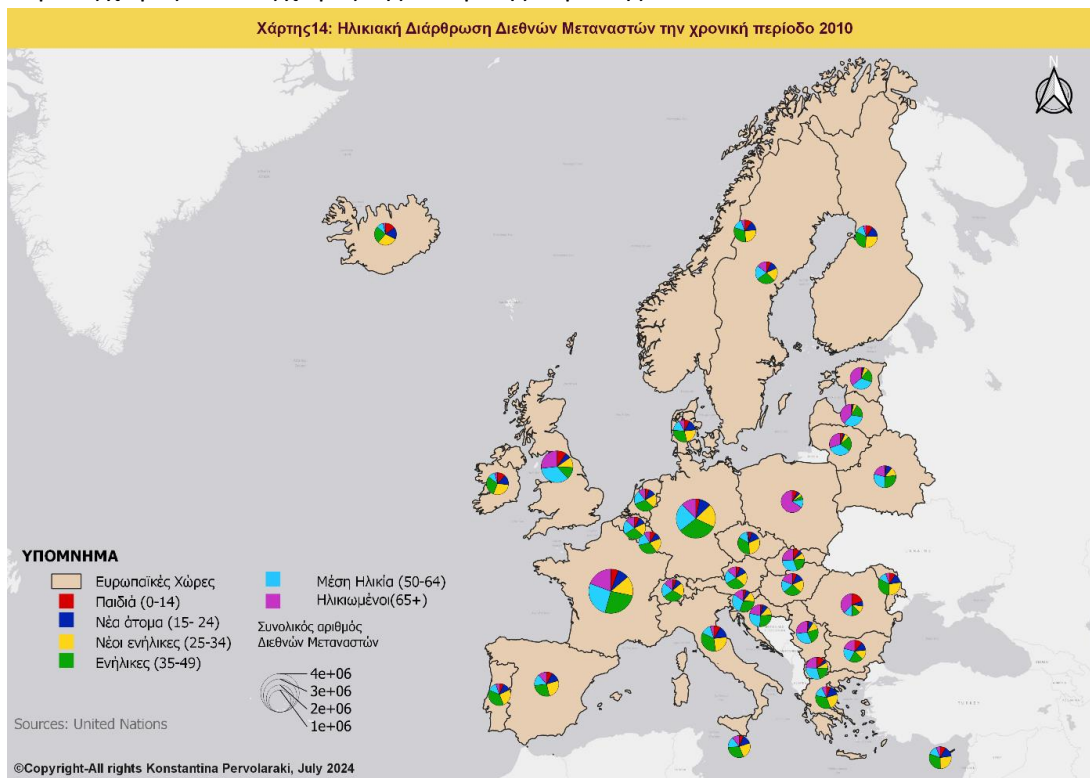 Χάρτης14: Ηλικιακή Διάρθρωση Διεθνών Μεταναστών την χρονική περίοδο 2010
N
ΥΠΟΜΝΗΜΑ
Ευρωπαϊκές Χώρες
Παιδιά (0-14)
Νέα άτομα (15- 24)
Νέοι ενήλικες (25-34)
Ενήλικες (35-49)
Μέση Ηλικία (50-64)
Ηλικιωμένοι(65+)
Συνολικός αριθμός
Διεθνών Μεταναστών
4e+06
3e+06
2e+06
1e+06
Sources: United Nations
©Copyright-All rights Konstantina Pervolaraki, July 2024